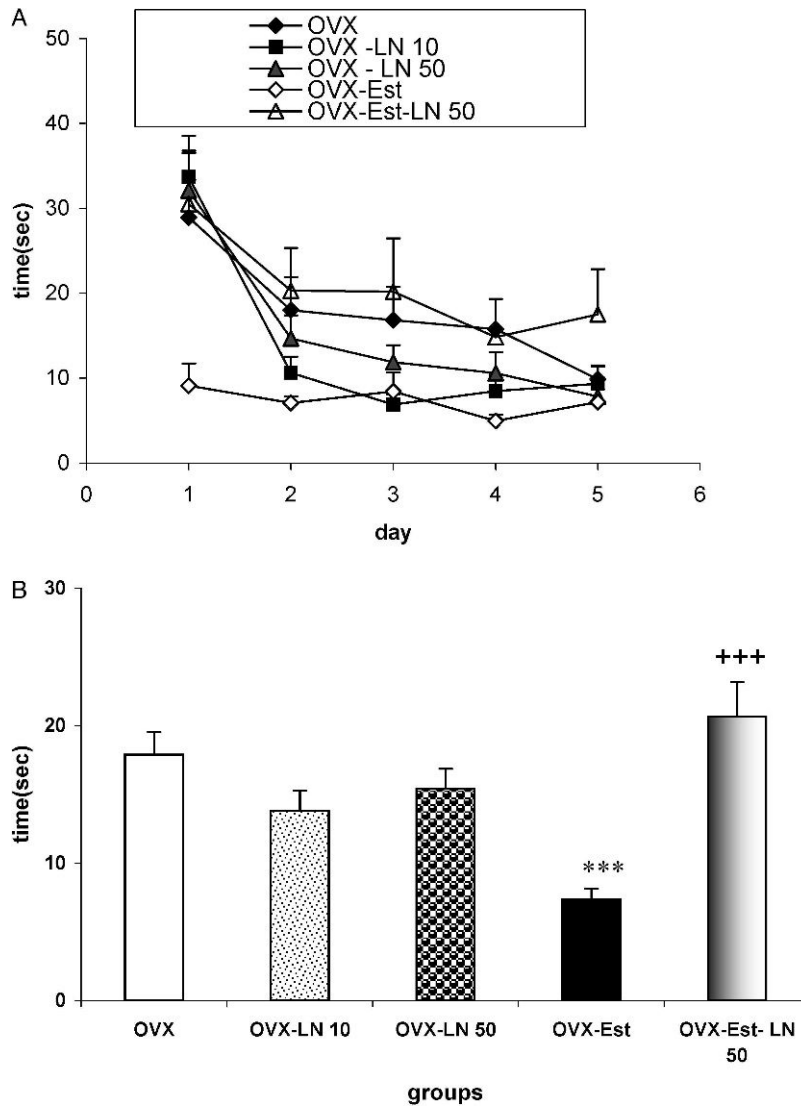 A
OVX
OVX -LN 10
OVX - LN 50
OVX-Est
OVX-Est-LN 50
50
40
30
20
10
0
time(sec)
0 1 2 3 4 5 6
day
B
30
20
10
0
time(sec)
***
+++
OVX OVX-LN 10 OVX-LN 50 OVX-Est OVX-Est- LN
50
groups